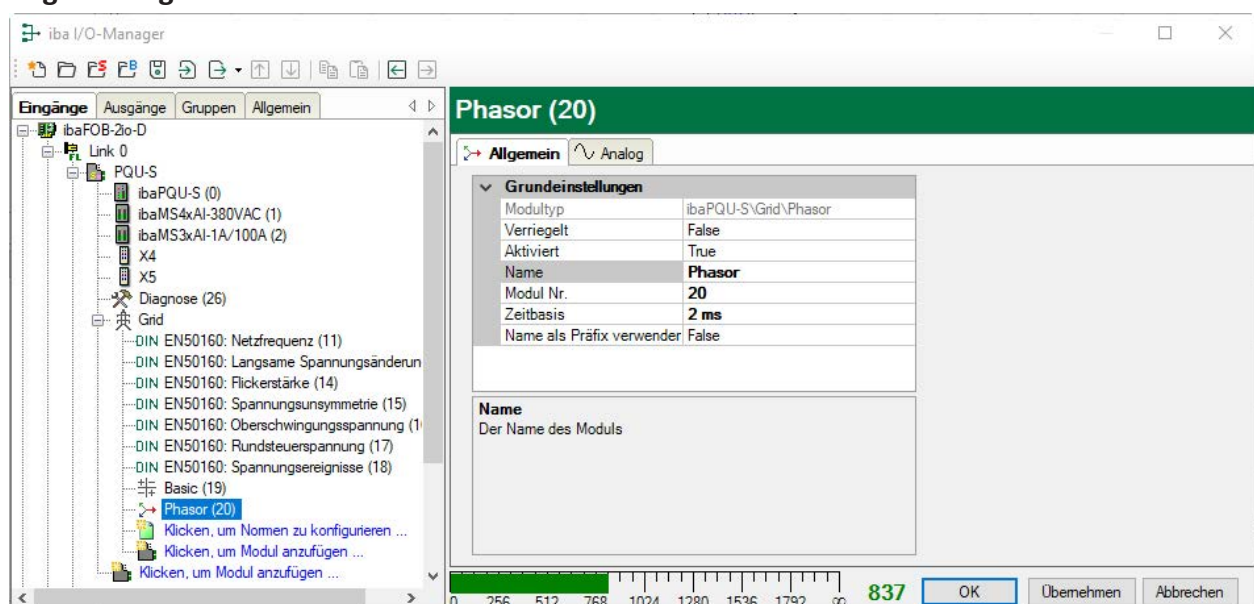 iba I/O-Manager
Eingänge Ausgänge Gruppen Allgemein
ibaFOB-2io-D
Link 0
PQU-S
ibaPQU-S (0)
ibaMS4xAI-380VAC (1)
ibaMS3xAI-1A/100A (2)
X4
X5
Diagnose (26)
Grid
DIN EN50160: Netzfrequenz (11)
DIN EN50160: Langsame Spannungsänderun
DIN EN50160: Flickerstärke (14)
DIN EN50160: Spannungsunsymmetrie (15)
DIN EN50160: Oberschwingungsspannung (1
DIN EN50160: Rundsteuerspannung (17)
DIN EN50160: Spannungsereignisse (18)
Basic (19)
Phasor (20)
Klicken, um Normen zu konfigurieren ...
Klicken, um Modul anzufügen ...
Klicken, um Modul anzufügen ...
Phasor (20)
Allgemein Analog
Grundeinstellungen
Modultyp ibaPQU-S\Grid\Phasor
Verriegelt False
Aktiviert True
Name Phasor
Modul Nr. 20
Zeitbasis 2 ms
Name als Präfix verwender False
Name
Der Name des Moduls
0 256 512 768 1024 1280 1536 1792 ∞ 837 OK Übernehmen Abbrechen